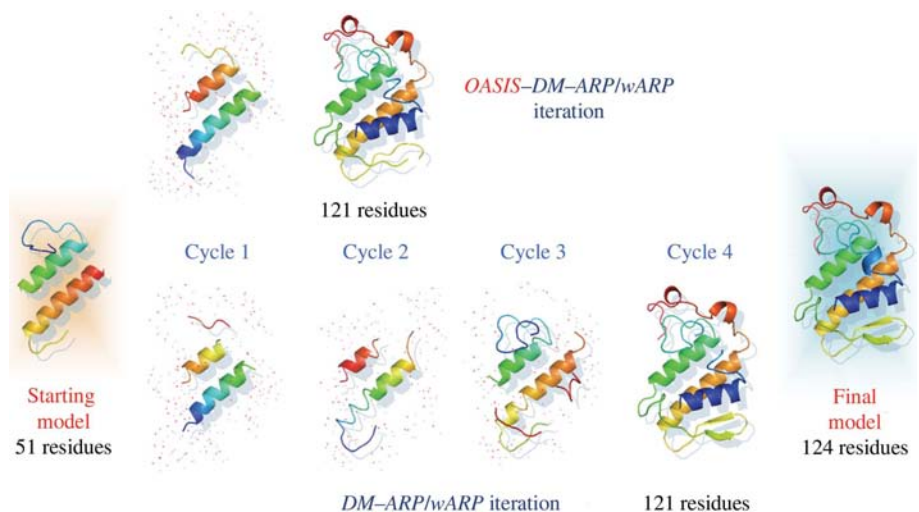 OASIS–DM–ARP/wARP
iteration
121 residues
Cycle 1
Cycle 2
Cycle 3
Cycle 4
Starting
model
51 residues
Final
model
124 residues
DM–ARP/wARP iteration
121 residues